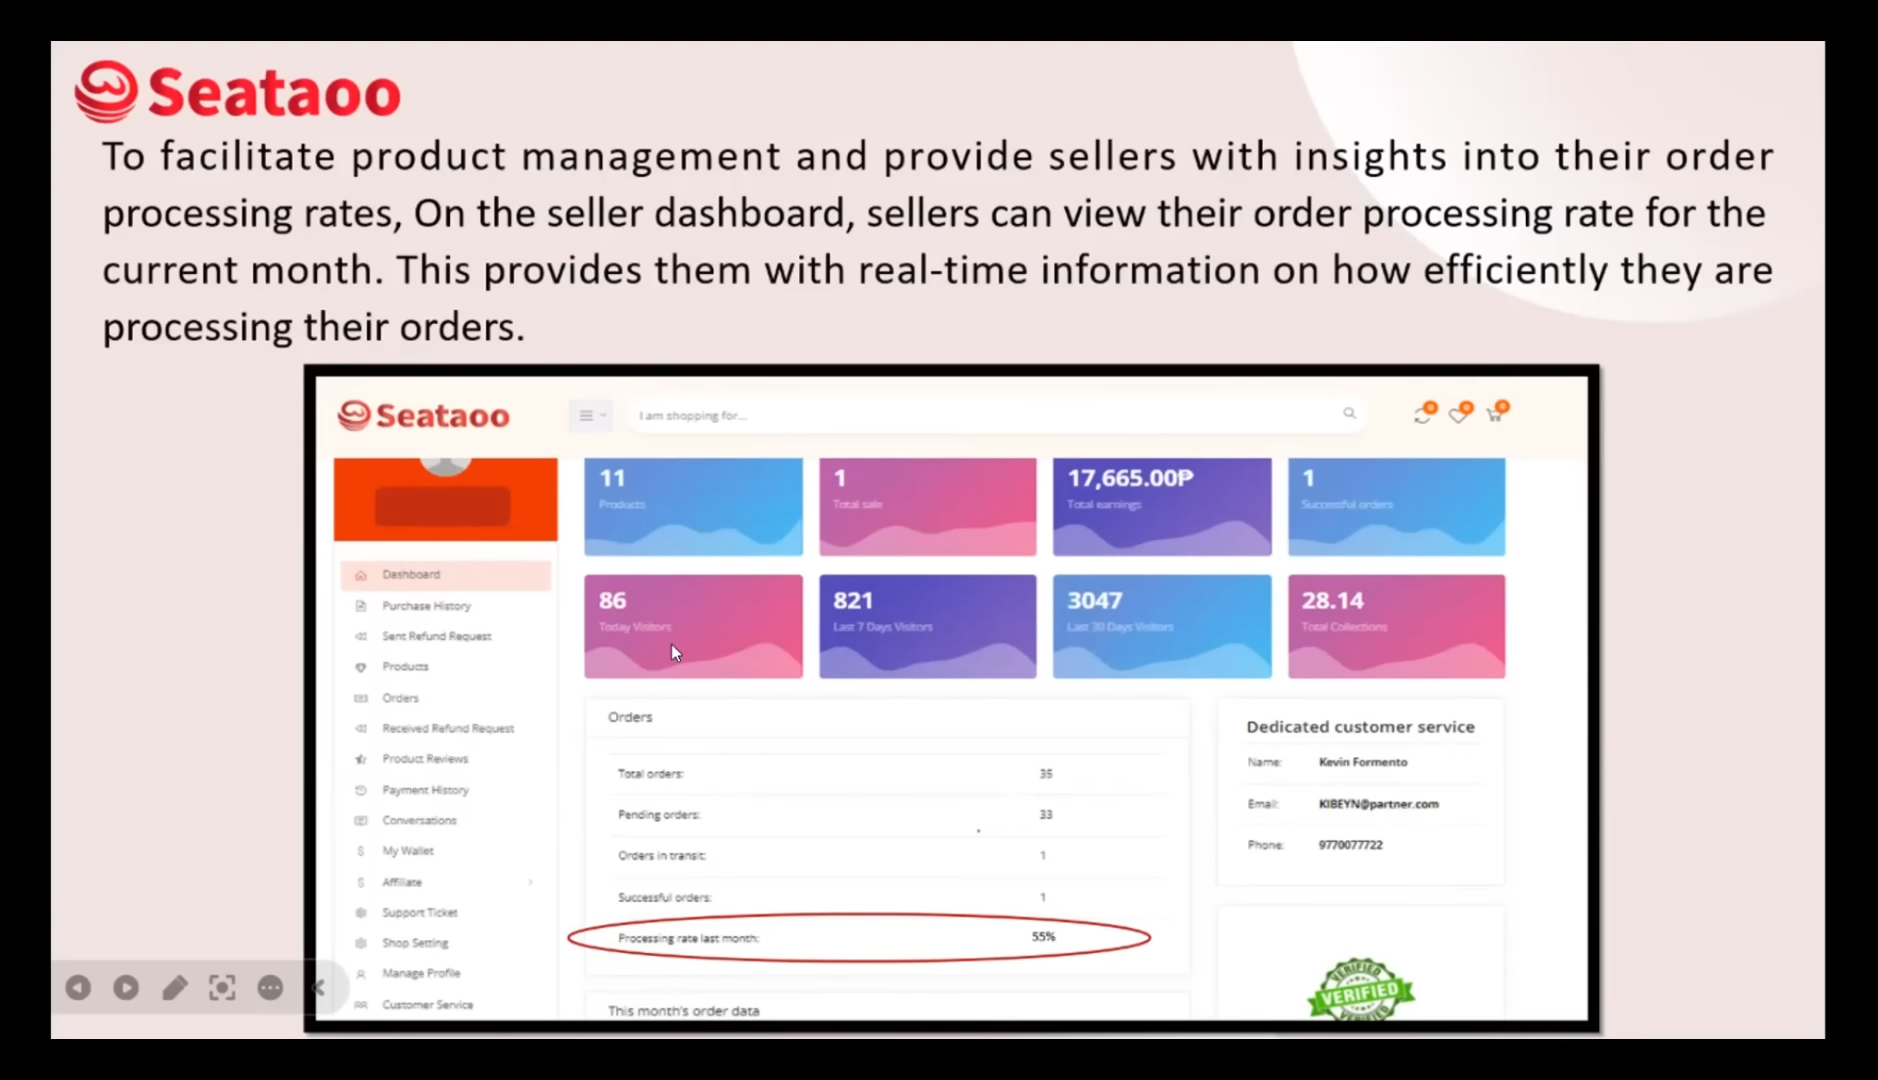 Seataoo
To facilitate product management and provide sellers with insights into their order
processing rates, On the seller dashboard, sellers can view their order processing rate for the
current month. This provides them with real-time information on how efficiently they are
processing their orders.
Seataoo
I am shopping for...
0
0
0
11
Products
1
Total sale
17,665.00₱
Total earnings
1
Successful orders
86
Today Visitors
821
Last 7 Days Visitors
3047
Last 30 Days Visitors
28.14
Total Collections
Dashboard
Purchase History
Sent Refund Request
Products
Orders
Received Refund Request
Product Reviews
Payment History
Conversations
My Wallet
Affiliate
Support Ticket
Shop Setting
Manage Profile
Customer Service
Orders
Total orders: 35
Pending orders: 33
Orders in transit: 1
Successful orders: 1
Processing rate last month: 55%
This month's order data
Dedicated customer service
Name: Kevin Formento
Email: KIBEYN@partner.com
Phone: 9770077722
VERIFIED
VERIFIED
VERIFIED